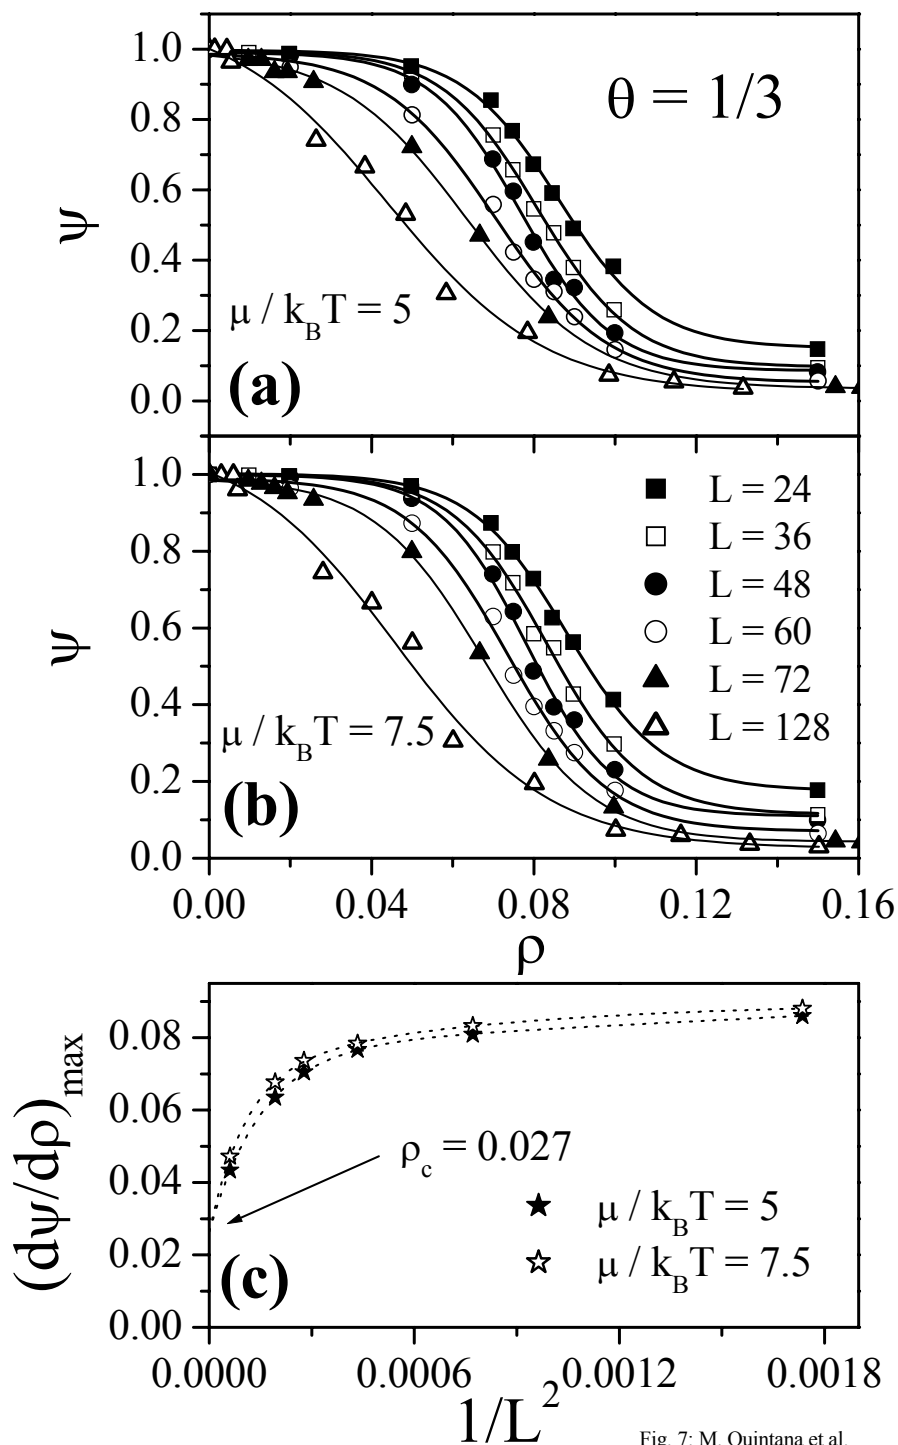 1.0
θ = 1/3
0.8
0.6
ψ
0.4
μ / k_BT = 5
0.2
(a)
0.0
1.0
L = 24
0.8
L = 36
L = 48
0.6
ψ
L = 60
0.4
L = 72
μ / k_BT = 7.5
L = 128
0.2
(b)
0.0
0.00 0.04 0.08 0.12 0.16
ρ
0.08
(dψ/dρ)_max
0.06
ρ_c = 0.027
0.04
μ / k_BT = 5
0.02
(c)
μ / k_BT = 7.5
0.00
0.0000 0.0006 0.0012 0.0018
1/L^2
Fig. 7: M. Quintana et al.